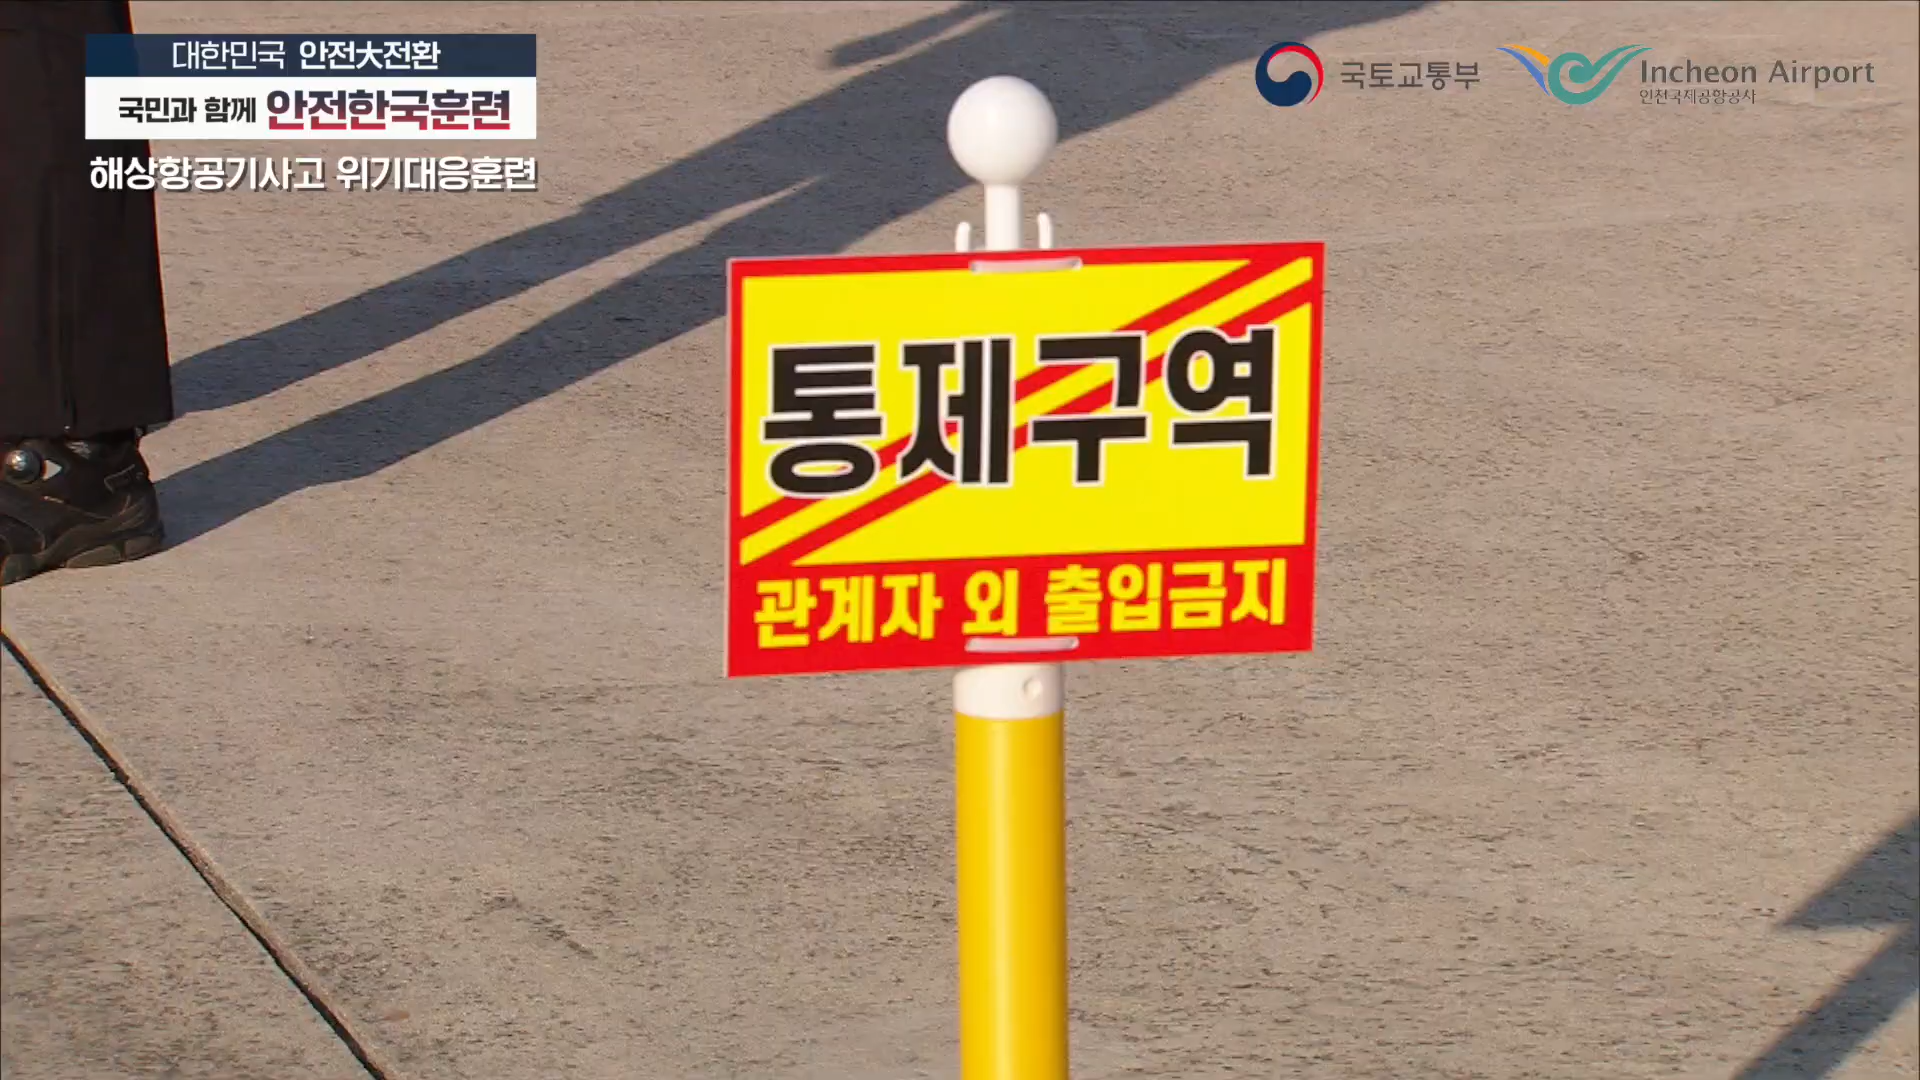 대한민국 안전大전환
국민과 함께 안전한국훈련
해상항공기사고 위기대응훈련
국토교통부
Incheon Airport
인천국제공항공사
통제구역
관계자 외 출입금지